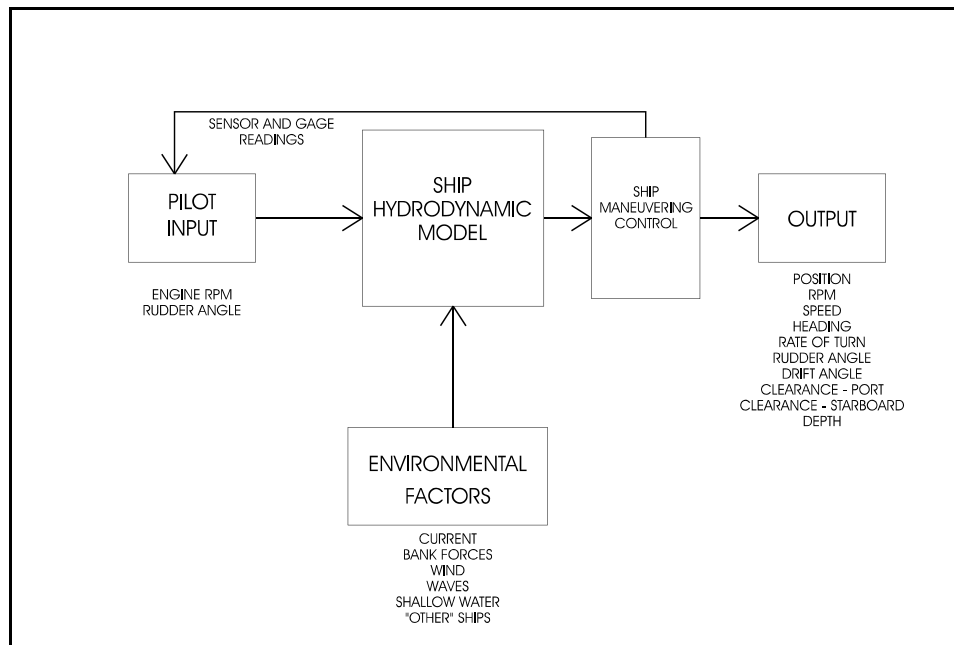 SENSOR AND GAGE
READINGS
PILOT
INPUT
ENGINE RPM
RUDDER ANGLE
SHIP
HYDRODYNAMIC
MODEL
SHIP
MANEUVERING
CONTROL
OUTPUT
POSITION
RPM
SPEED
HEADING
RATE OF TURN
RUDDER ANGLE
DRIFT ANGLE
CLEARANCE - PORT
CLEARANCE - STARBOARD
DEPTH
ENVIRONMENTAL
FACTORS
CURRENT
BANK FORCES
WIND
WAVES
SHALLOW WATER
"OTHER" SHIPS